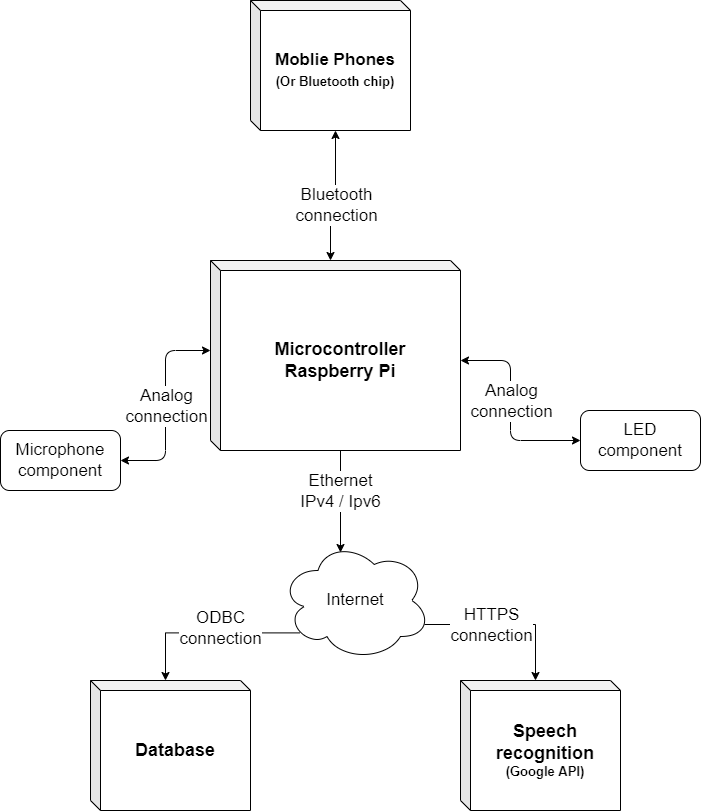 Moblie Phones
(Or Bluetooth chip)
Bluetooth
connection
Microcontroller
Raspberry Pi
Analog
connection
Analog
connection
Microphone
component
LED
component
Ethernet
IPv4 / Ipv6
Internet
ODBC
connection
HTTPS
connection
Database
Speech
recognition
(Google API)